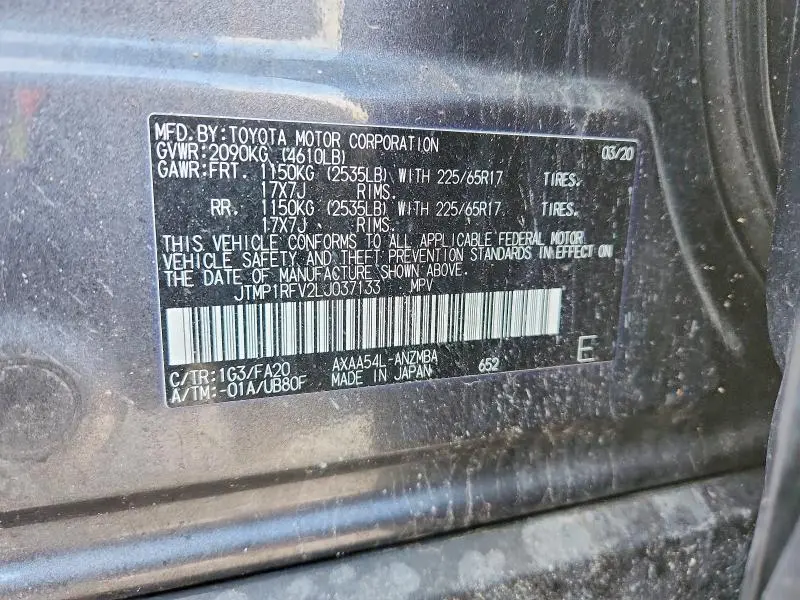 MFD. BY: TOYOTA MOTOR CORPORATION 03/20
GVWR: 2090KG (4610LB)
GAWR: FRT. 1150KG (2535LB) WITH 225/65R17 TIRES.
17X7J RIMS.
RR. 1150KG (2535LB) WITH 225/65R17 TIRES.
17X7J RIMS.
THIS VEHICLE CONFORMS TO ALL APPLICABLE FEDERAL MOTOR
VEHICLE SAFETY AND THEFT PREVENTION STANDARDS IN EFFECT ON
THE DATE OF MANUFACTURE SHOWN ABOVE.
JTMP1RFV2LJ037133 MPV
C/TR: 1G3/FA20 AXAA54L-ANZMBA 652 E
A/TM: -01A/UB80F MADE IN JAPAN